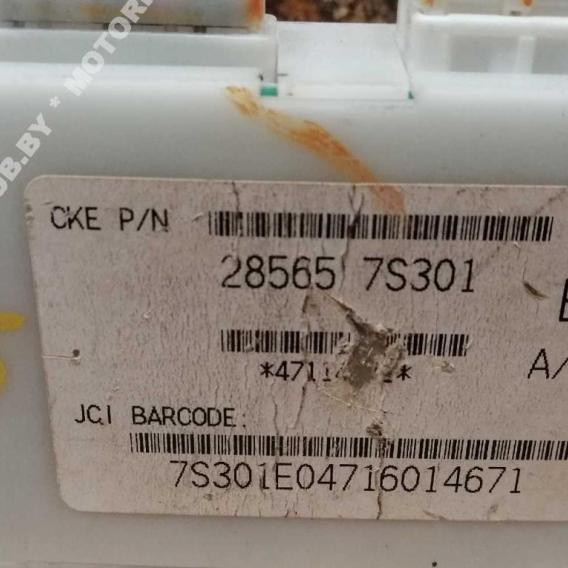 CKE P/N
28565 7S301
A/
JCI BARCODE:
7S301E04716014671